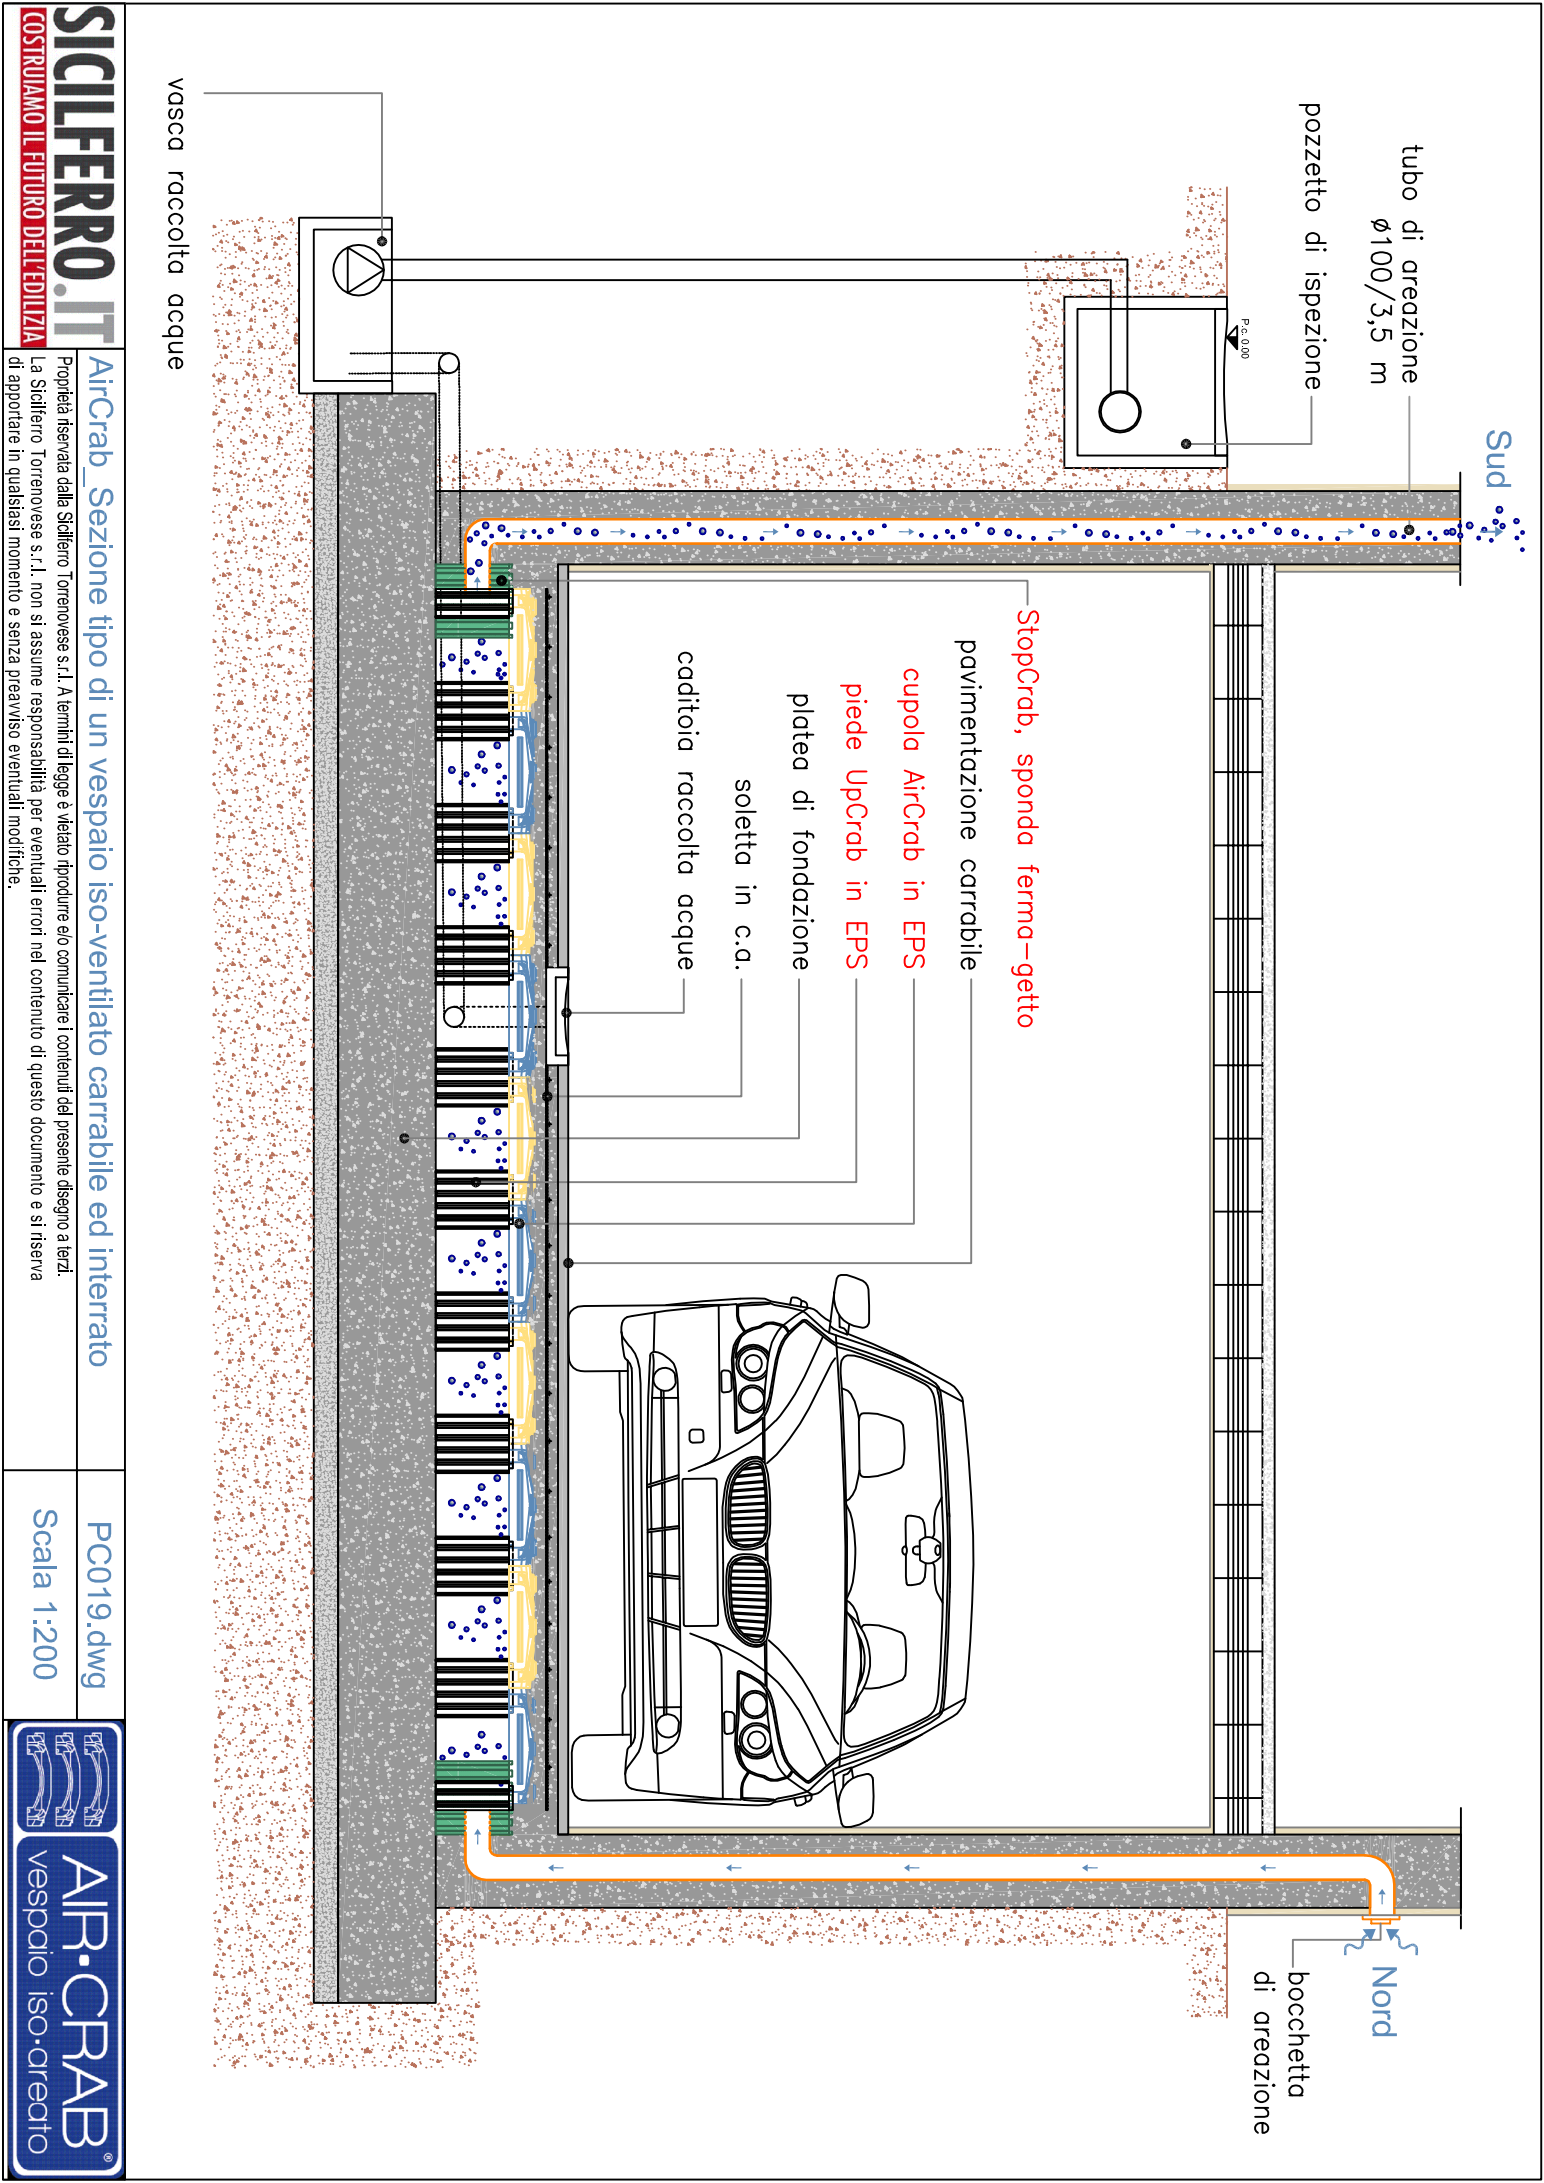 Sud
Nord
tubo di areazione
ø100/3,5 m
pozzetto di ispezione
P.c. 0.00
bocchetta
di areazione
StopCrab, sponda ferma-getto
pavimentazione carrabile
cupola AirCrab in EPS
piede UpCrab in EPS
platea di fondazione
soletta in c.a.
caditoia raccolta acque
vasca raccolta acque
SICILFERRO.IT
COSTRUIAMO IL FUTURO DELL'EDILIZIA
AirCrab_Sezione tipo di un vespaio iso-ventilato carrabile ed interrato
Proprietà riservata dalla Sicilferro Torrenovese s.r.l. A termini di legge è vietato riprodurre e/o comunicare i contenuti del presente disegno a terzi.
La Sicilferro Torrenovese s.r.l. non si assume responsabilità per eventuali errori nel contenuto di questo documento e si riserva
di apportare in qualsiasi momento e senza preavviso eventuali modifiche.
PC019.dwg
Scala 1:200
AIR•CRAB®
vespaio iso•areato